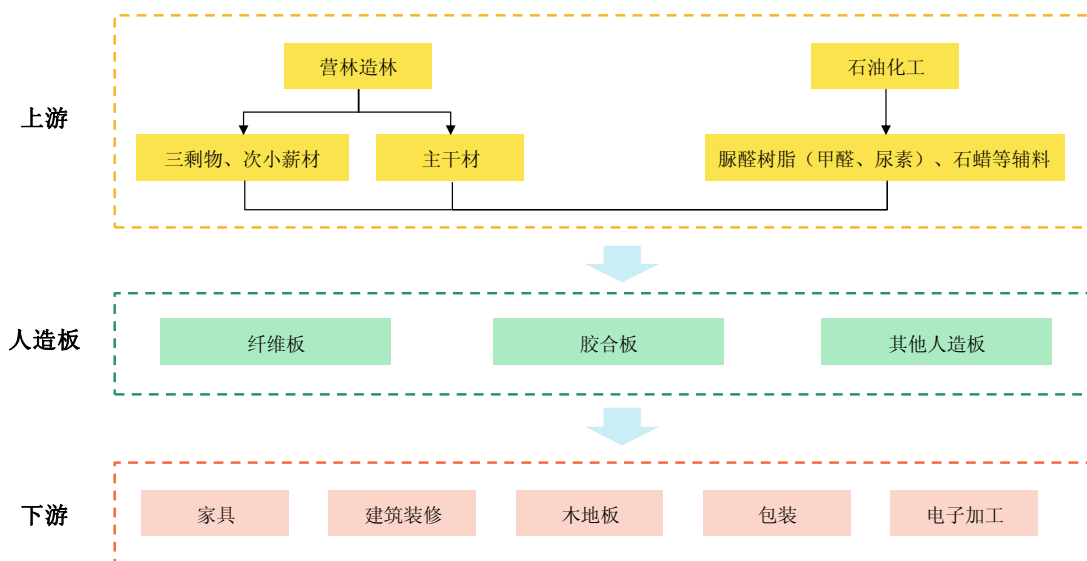 上游
营林造林
石油化工
三剩物、次小薪材
主干材
脲醛树脂（甲醛、尿素）、石蜡等辅料
人造板
纤维板
胶合板
其他人造板
下游
家具
建筑装修
木地板
包装
电子加工